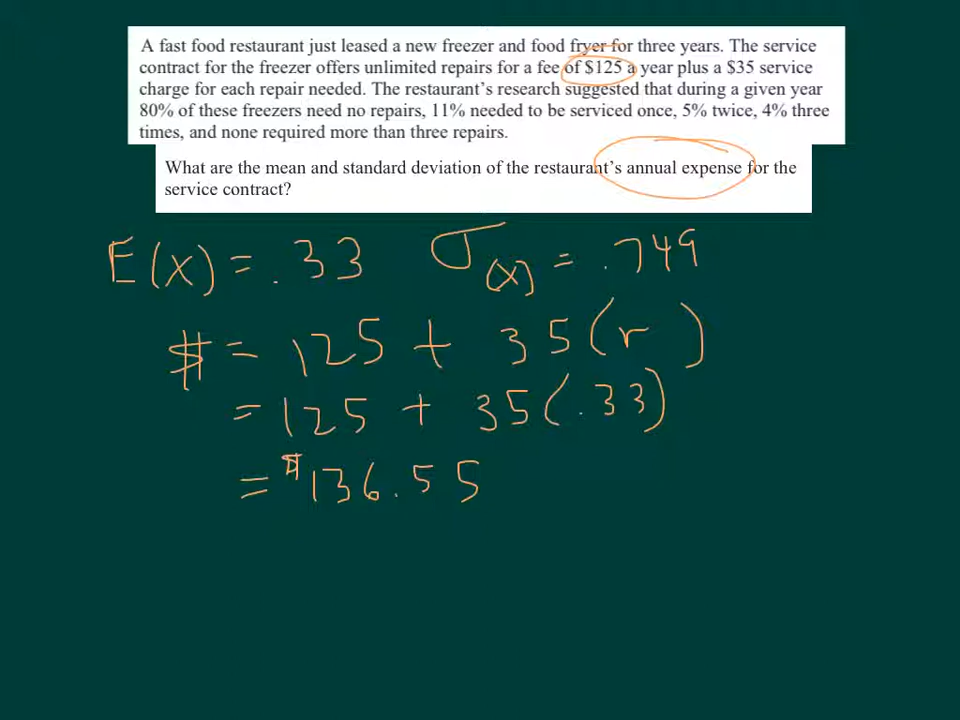 A fast food restaurant just leased a new freezer and food fryer for three years. The service
contract for the freezer offers unlimited repairs for a fee of $125 a year plus a $35 service
charge for each repair needed. The restaurant's research suggested that during a given year
80% of these freezers need no repairs, 11% needed to be serviced once, 5% twice, 4% three
times, and none required more than three repairs.
What are the mean and standard deviation of the restaurant's annual expense for the
service contract?
E(x) = .33 σ(x) = .749
$ = 125 + 35(r )
= 125 + 35(.33)
= $136.55